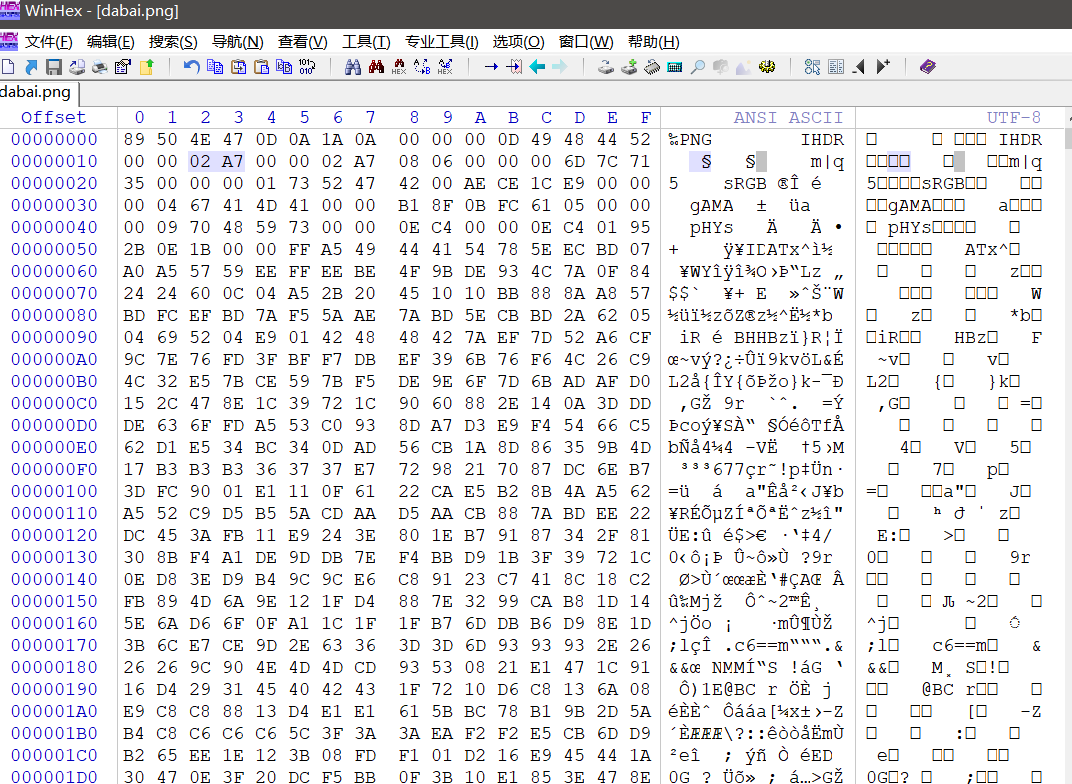 WinHex - [dabai.png]
文件(F) 编辑(E) 搜索(S) 导航(N) 查看(V) 工具(T) 专业工具(I) 选项(O) 窗口(W) 帮助(H)
dabai.png
Offset 0 1 2 3 4 5 6 7 8 9 A B C D E F ANSI ASCII UTF-8
00000000 89 50 4E 47 0D 0A 1A 0A 00 00 00 0D 49 48 44 52 ‰PNG IHDR IHDR
00000010 00 00 02 A7 00 00 02 A7 08 06 00 00 00 6D 7C 71 § § m|q m|q
00000020 35 00 00 00 01 73 52 47 42 00 AE CE 1C E9 00 00 5 sRGB ®Î é 5 sRGB
00000030 00 04 67 41 4D 41 00 00 B1 8F 0B FC 61 05 00 00 gAMA ± üa gAMA a
00000040 00 09 70 48 59 73 00 00 0E C4 00 00 0E C4 01 95 pHYs Ä Ä • pHYs
00000050 2B 0E 1B 00 00 FF A5 49 44 41 54 78 5E EC BD 07 + ÿ¥IDATx^ì½ ATx^
00000060 A0 A5 57 59 EE FF EE BE 4F 9B DE 93 4C 7A 0F 84 ¥WYîÿî¾O›Þ“Lz „ z
00000070 24 24 60 0C 04 A5 2B 20 45 10 10 BB 88 8A A8 57 $$` ¥+ E »ˆŠ¨W W
00000080 BD FC EF BD 7A F5 5A AE 7A BD 5E CB BD 2A 62 05 ½üï½zõZ®z½^Ë½*b z *b
00000090 04 69 52 04 E9 01 42 48 48 42 7A EF 7D 52 A6 CF iR é BHHBzï}R¦Ï iR HBz F
000000A0 9C 7E 76 FD 3F BF F7 DB EF 39 6B 76 F6 4C 26 C9 œ~vý?¿÷Ûï9kvöL&É ~v v
000000B0 4C 32 E5 7B CE 59 7B F5 DE 9E 6F 7D 6B AD AF D0 L2å{ÎY{õÞžo}k-¯Ð L2 { }k
000000C0 15 2C 47 8E 1C 39 72 1C 90 60 88 2E 14 0A 3D DD ,GŽ 9r `ˆ. =Ý ,G =
000000D0 DE 63 6F FD A5 53 C0 93 8D A7 D3 E9 F4 54 66 C5 Þcoý¥SÀ“ §ÓéôTfÅ
000000E0 62 D1 E5 34 BC 34 0D AD 56 CB 1A 8D 86 35 9B 4D bÑå4¼4 -VË †5›M 4 V 5
000000F0 17 B3 B3 B3 36 37 37 E7 72 98 21 70 87 DC 6E B7 ³³³677çr˜!p‡Ün· 7 p
00000100 3D FC 90 01 E1 11 0F 61 22 CA E5 B2 8B 4A A5 62 =ü á a"Êå²‹J¥b = a" J
00000110 A5 52 C9 D5 B5 5A CD AA D5 AA CB 88 7A BD EE 22 ¥RÉÕµZÍªÕªËˆz½î" z
00000120 DC 45 3A FB 11 E9 24 3E 80 1E B7 91 87 34 2F 81 ÜE:û é$>€ ·‘‡4/ E: >
00000130 30 8B F4 A1 DE 9E DD DB 7E F4 BB D9 1B 3F 39 72 1C 0‹ô¡Þ Û~ô»Ù ?9r 0 9r
00000140 0E D8 3E D9 B4 9C 9C E6 C8 91 23 C7 41 8C 18 C2 Ø>Ù´œœæÈ‘#ÇAŒ Â
00000150 FB 89 4D 6A 9E 12 1F D4 88 7E 32 99 CA B8 1D 14 û‰Mjž Ôˆ~2™Ê¸ ~2
00000160 5E 6A D6 6F 0F A1 1C 1F 1F B7 6D DB B6 D9 8E 1D ^jÖo ¡ ·mÛ¶ÙŽ ^j
00000170 3B 6C E7 CE 9D 2E 63 36 3D 3D 6D 93 93 93 2E 26 ;lçÎ .c6==m“““.& ;l c6==m &
00000180 26 26 9C 90 4E 4D 4D CD 93 53 08 21 E1 47 1C 91 &&œ NMMÍ“S !áG ‘ && M S !
00000190 16 D4 29 31 45 40 42 43 1F 72 10 D6 C8 13 6A 08 Ô)1E@BC r ÖÈ j @BC r
000001A0 E9 C8 C8 88 13 D4 E1 E1 61 5B BC 78 B1 9B 2D 5A éÈÈˆ Ôááa[¼x±›-Z [ -Z
000001B0 B4 C8 C6 C6 C6 5C 3F 3A 3A EA F2 F2 E5 CB 6D D9 :
000001C0 B2 65 EE 1E 12 3B 08 FD FF 01 D2 16 E9 45 44 1A ²eî ; ýñ Ò éED e
000001D0 30 47 0E 3F 20 DC F5 BB 0F 3B 10 E1 85 3E 47 8E 0G ? Üõ» ; á…>GŽ 0G ? ; >G